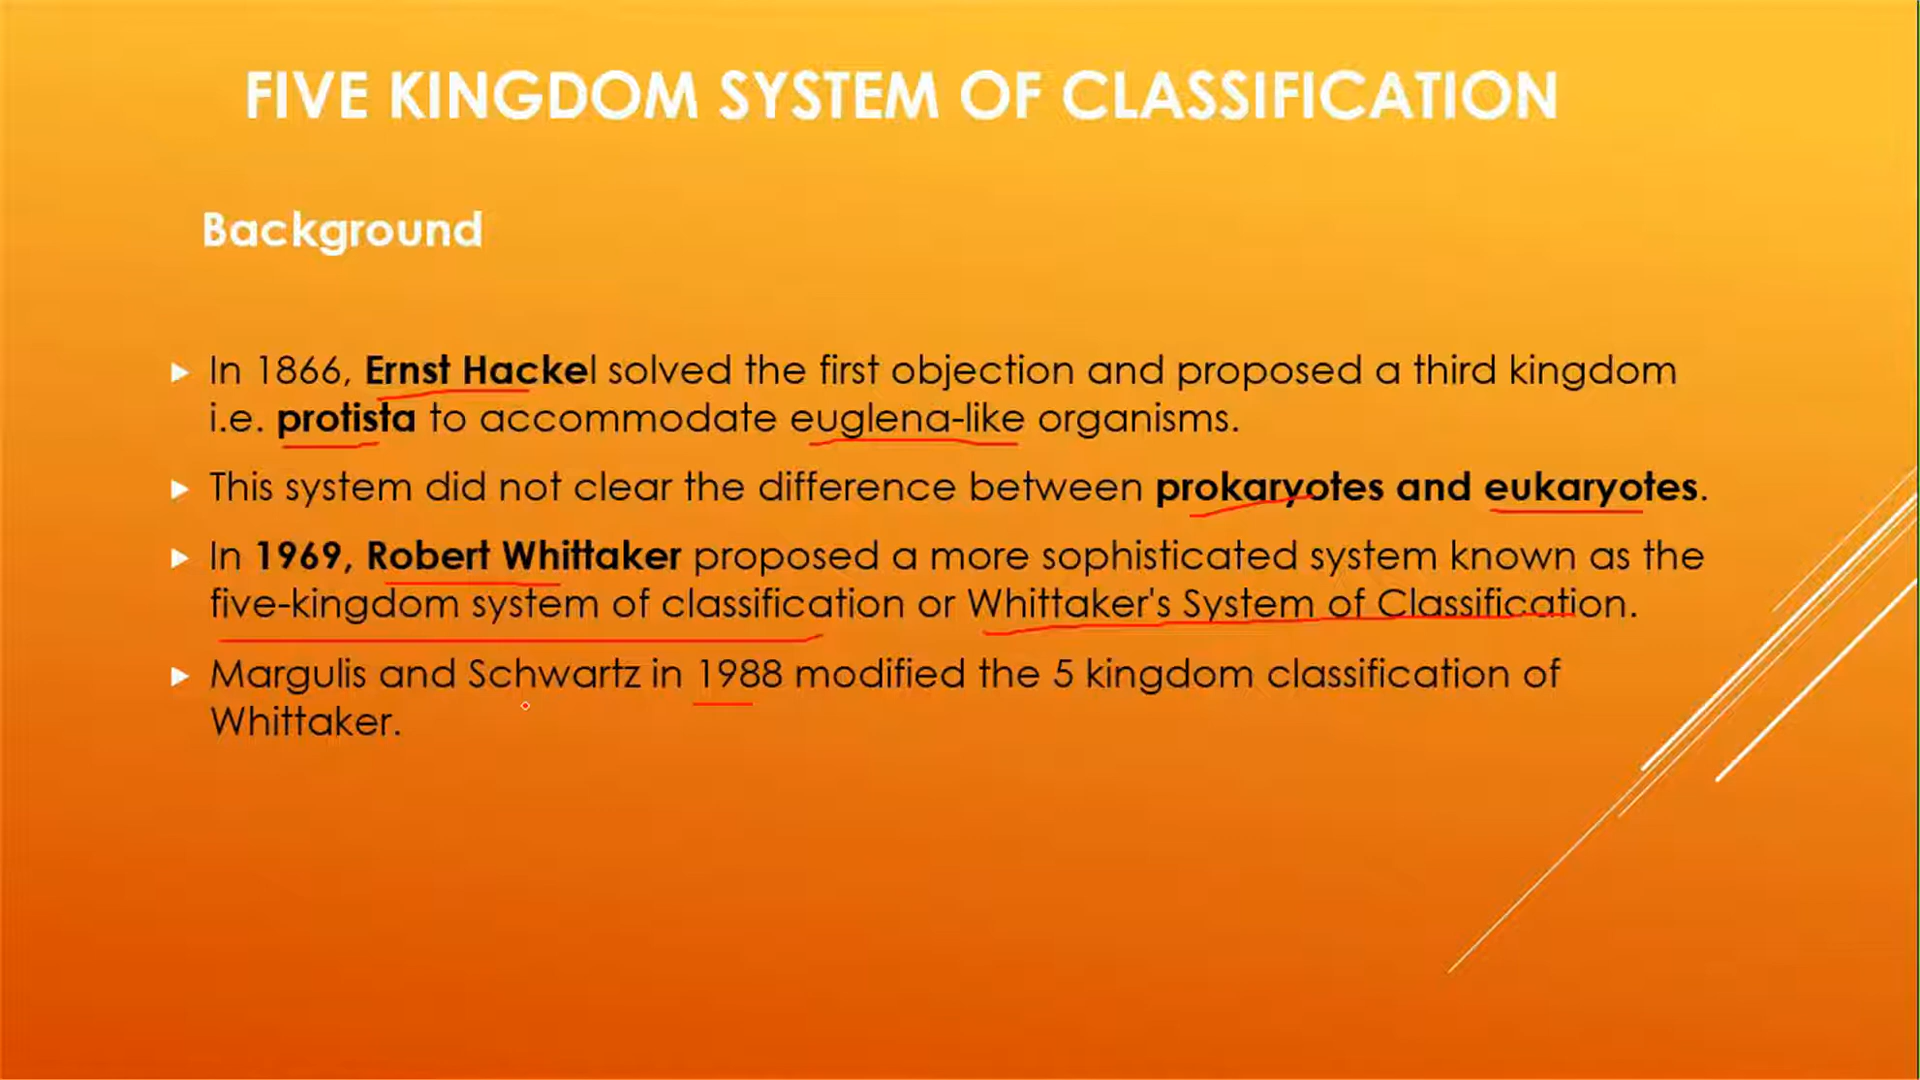 FIVE KINGDOM SYSTEM OF CLASSIFICATION
Background
In 1866, Ernst Hackel solved the first objection and proposed a third kingdom
i.e. protista to accommodate euglena-like organisms.
This system did not clear the difference between prokaryotes and eukaryotes.
In 1969, Robert Whittaker proposed a more sophisticated system known as the
five-kingdom system of classification or Whittaker's System of Classification.
Margulis and Schwartz in 1988 modified the 5 kingdom classification of
Whittaker.